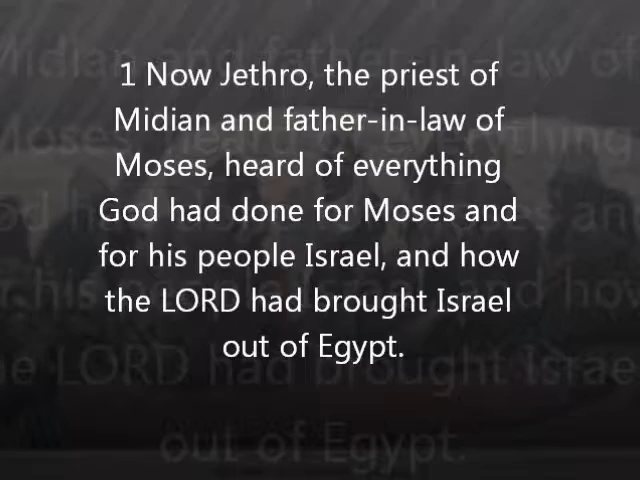 1 Now Jethro, the priest of
Midian and father-in-law of
Moses, heard of everything
God had done for Moses and
for his people Israel, and how
the LORD had brought Israel
out of Egypt.